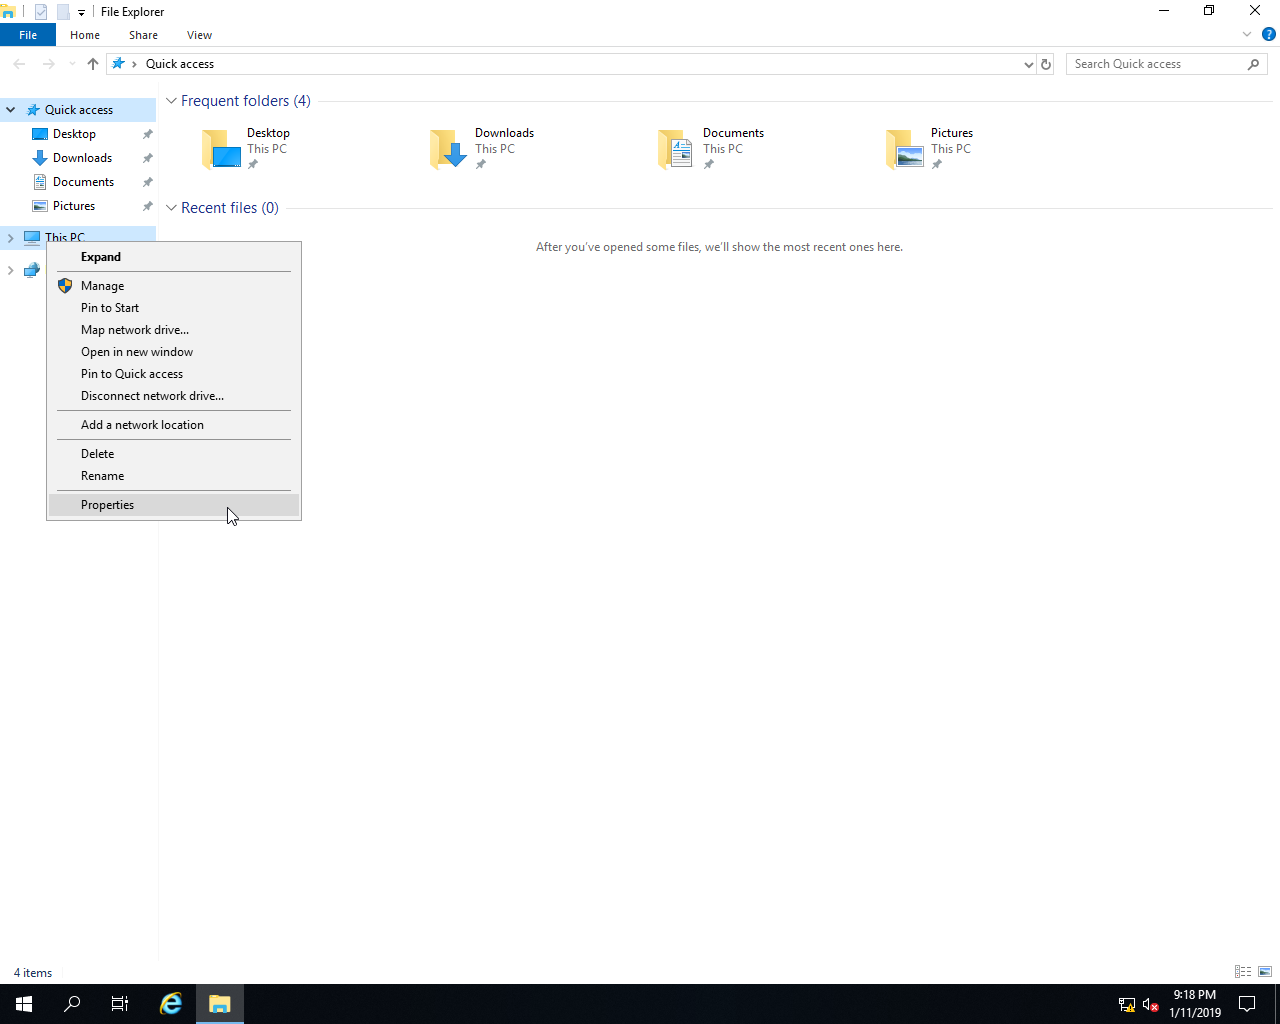 File Explorer
File Home Share View
Quick access
Search Quick access
Quick access
Desktop
Downloads
Documents
Pictures
This PC
Frequent folders (4)
Desktop
This PC
Downloads
This PC
Documents
This PC
Pictures
This PC
Recent files (0)
After you've opened some files, we'll show the most recent ones here.
Expand
Manage
Pin to Start
Map network drive...
Open in new window
Pin to Quick access
Disconnect network drive...
Add a network location
Delete
Rename
Properties
4 items
9:18 PM
1/11/2019